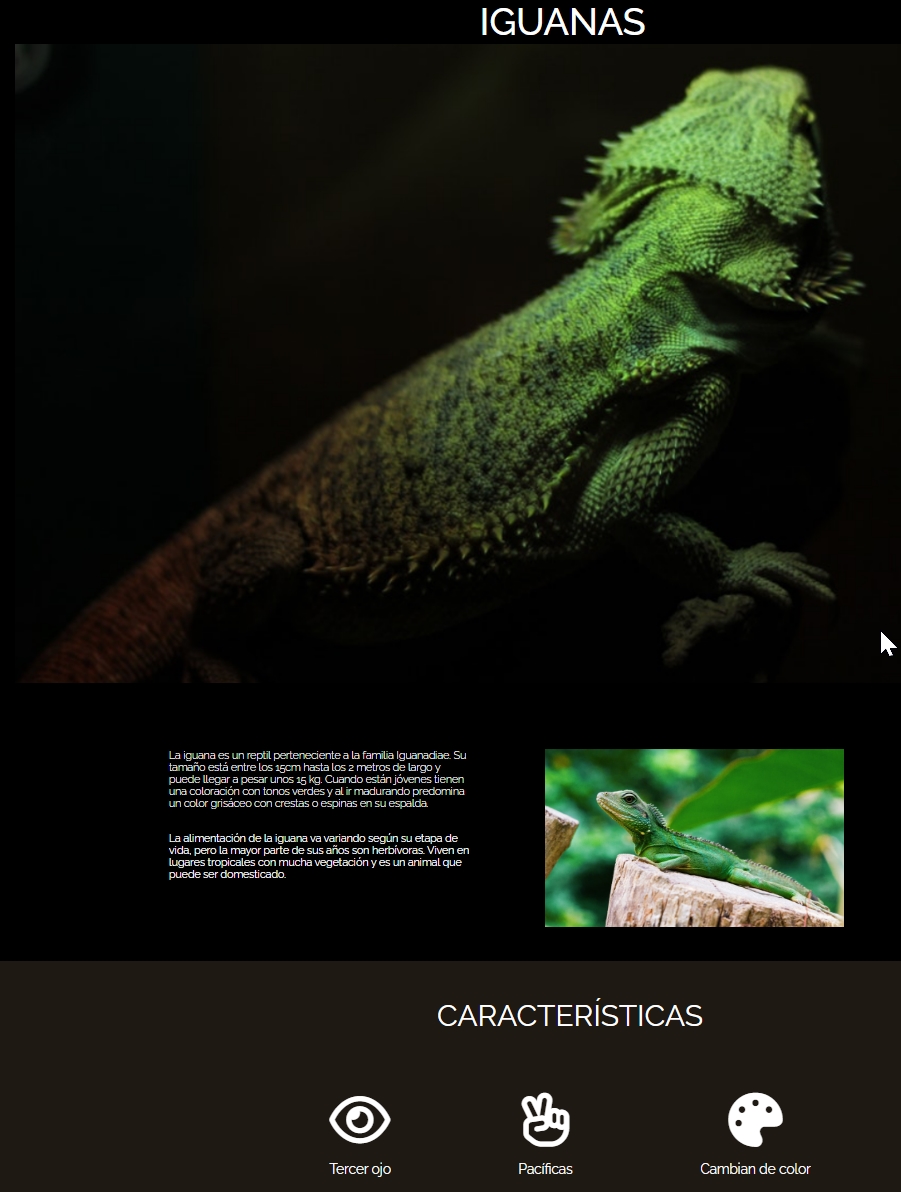 IGUANAS
La iguana es un reptil perteneciente a la familia Iguanadiae. Su
tamaño está entre los 15cm hasta los 2 metros de largo y
puede llegar a pesar unos 15 kg. Cuando están jóvenes tienen
una coloración con tonos verdes y al ir madurando predomina
un color grisáceo con crestas o espinas en su espalda.
La alimentación de la iguana va variando según su etapa de
vida, pero la mayor parte de sus años son herbívoras. Viven en
lugares tropicales con mucha vegetación y es un animal que
puede ser domesticado.
CARACTERÍSTICAS
Tercer ojo
Pacíficas
Cambian de color